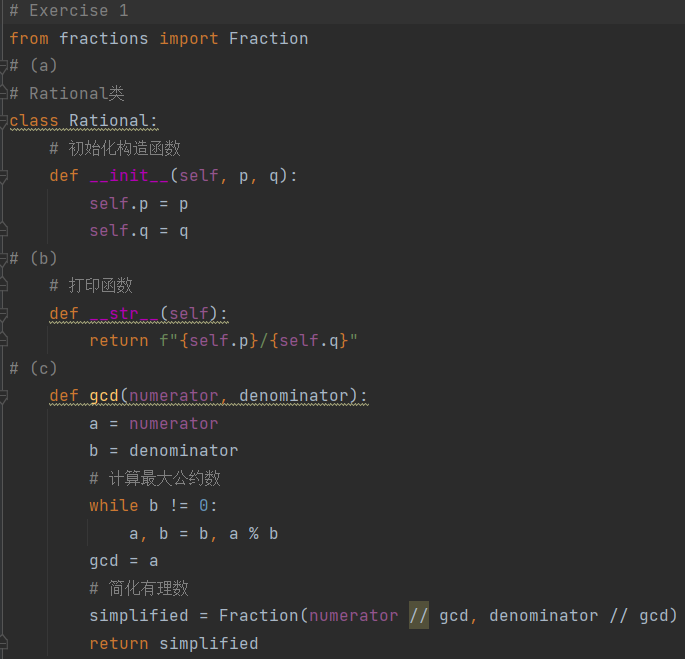 # Exercise 1
from fractions import Fraction
# (a)
# Rational类
class Rational:
    # 初始化构造函数
    def __init__(self, p, q):
        self.p = p
        self.q = q
# (b)
    # 打印函数
    def __str__(self):
        return f"{self.p}/{self.q}"
# (c)
    def gcd(numerator, denominator):
        a = numerator
        b = denominator
        # 计算最大公约数
        while b != 0:
            a, b = b, a % b
        gcd = a
        # 简化有理数
        simplified = Fraction(numerator // gcd, denominator // gcd)
        return simplified